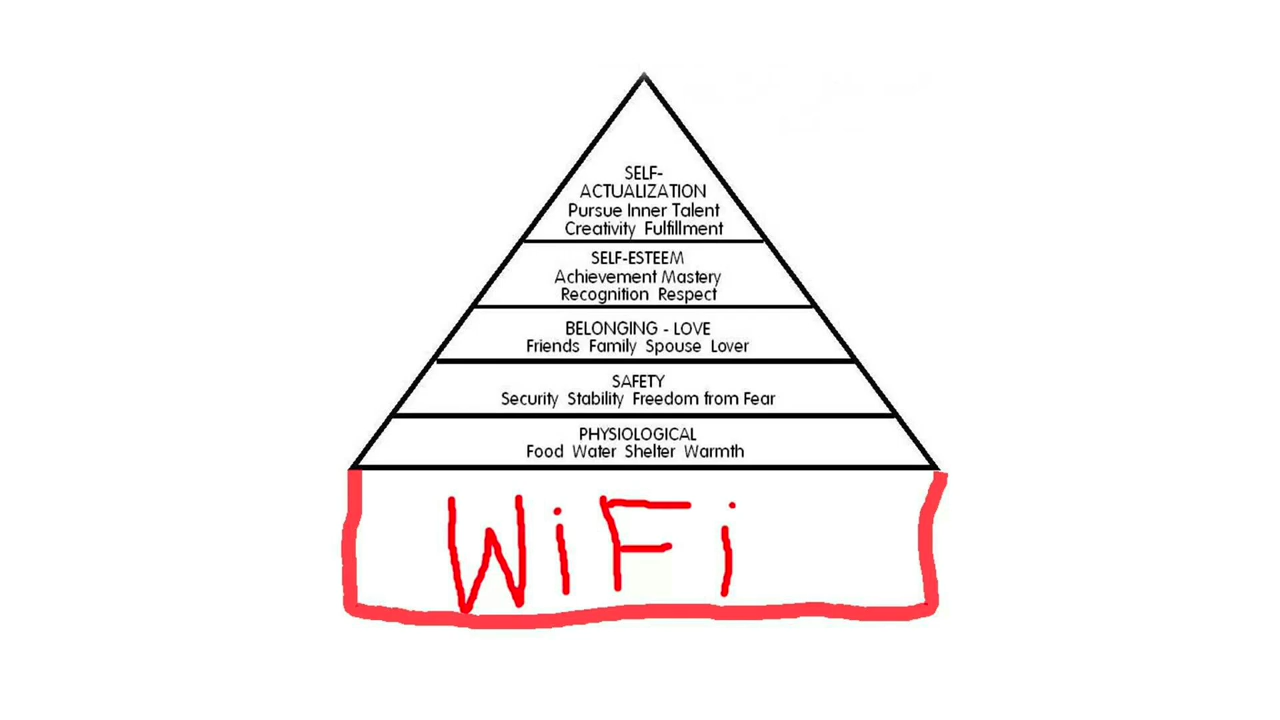 SELF-
ACTUALIZATION
Pursue Inner Talent
Creativity Fulfillment
SELF-ESTEEM
Achievement Mastery
Recognition Respect
BELONGING - LOVE
Friends Family Spouse Lover
SAFETY
Security Stability Freedom from Fear
PHYSIOLOGICAL
Food Water Shelter Warmth
WiFi